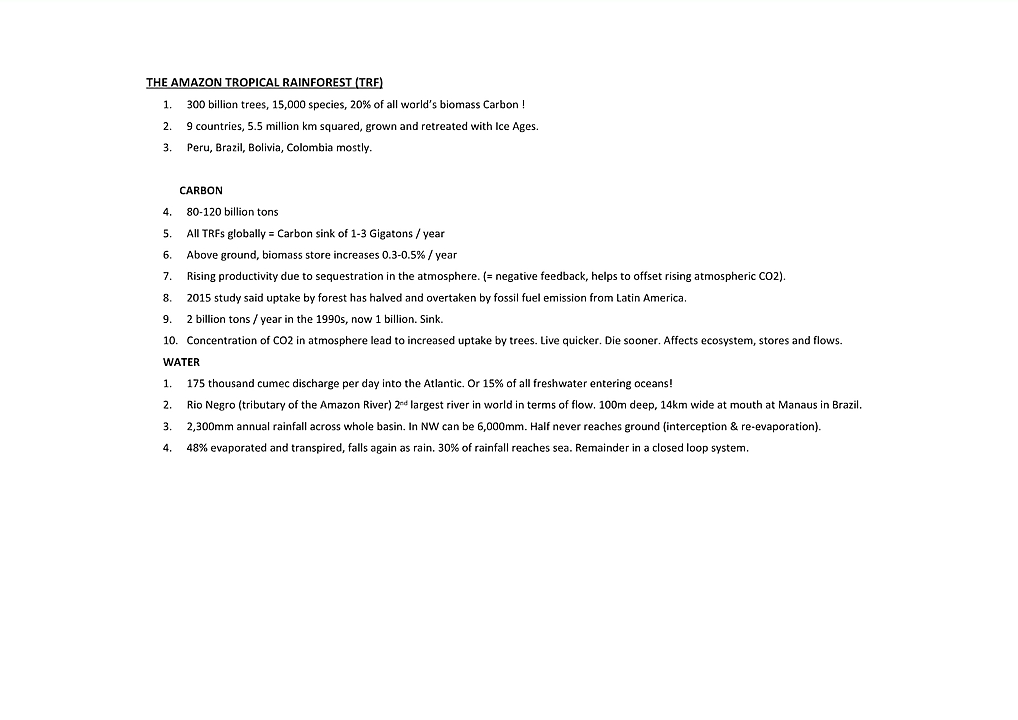 THE AMAZON TROPICAL RAINFOREST (TRF)
1. 300 billion trees, 15,000 species, 20% of all world's biomass Carbon !
2. 9 countries, 5.5 million km squared, grown and retreated with Ice Ages.
3. Peru, Brazil, Bolivia, Colombia mostly.
CARBON
4. 80-120 billion tons
5. All TRFs globally = Carbon sink of 1-3 Gigatons / year
6. Above ground, biomass store increases 0.3-0.5% / year
7. Rising productivity due to sequestration in the atmosphere. (= negative feedback, helps to offset rising atmospheric CO2).
8. 2015 study said uptake by forest has halved and overtaken by fossil fuel emission from Latin America.
9. 2 billion tons / year in the 1990s, now 1 billion. Sink.
10. Concentration of CO2 in atmosphere lead to increased uptake by trees. Live quicker. Die sooner. Affects ecosystem, stores and flows.
WATER
1. 175 thousand cumec discharge per day into the Atlantic. Or 15% of all freshwater entering oceans!
2. Rio Negro (tributary of the Amazon River) 2nd largest river in world in terms of flow. 100m deep, 14km wide at mouth at Manaus in Brazil.
3. 2,300mm annual rainfall across whole basin. In NW can be 6,000mm. Half never reaches ground (interception & re-evaporation).
4. 48% evaporated and transpired, falls again as rain. 30% of rainfall reaches sea. Remainder in a closed loop system.